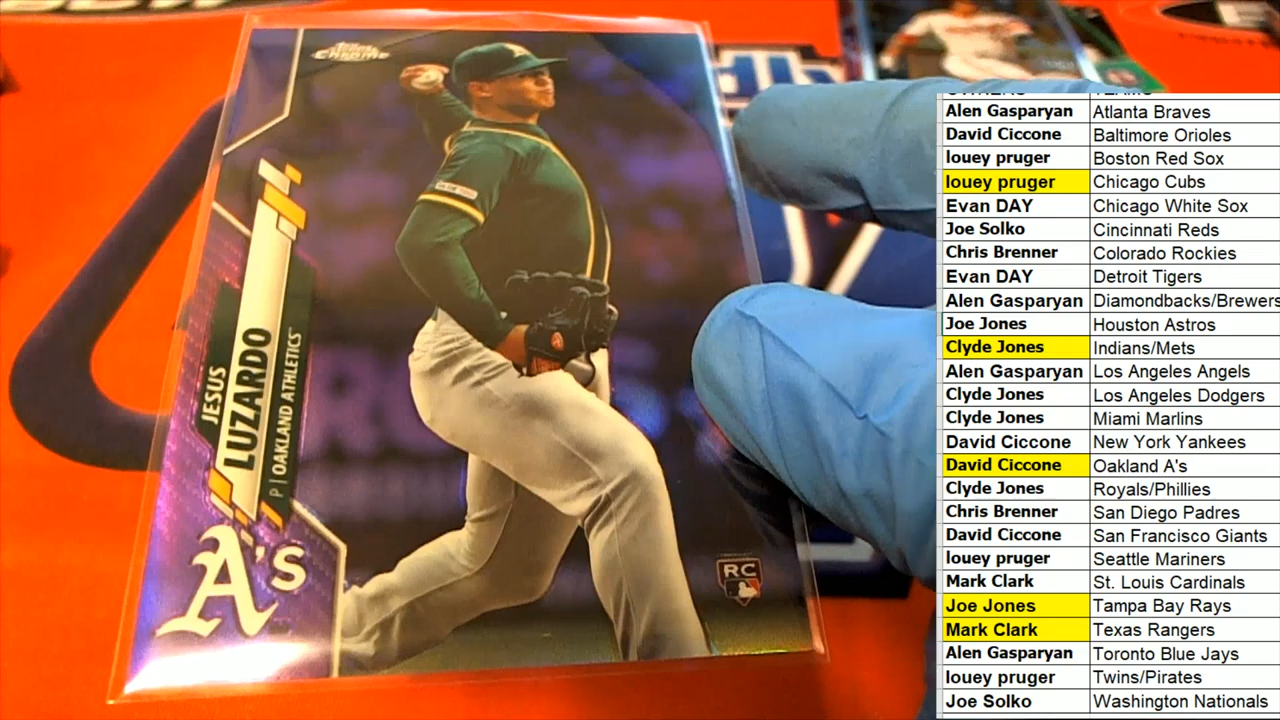 Topps
CHROME
JESUS
LUZARDO
P | OAKLAND ATHLETICS
A's
RC
OWNERS TEAMS
Alen Gasparyan Atlanta Braves
David Ciccone Baltimore Orioles
louey pruger Boston Red Sox
louey pruger Chicago Cubs
Evan DAY Chicago White Sox
Joe Solko Cincinnati Reds
Chris Brenner Colorado Rockies
Evan DAY Detroit Tigers
Alen Gasparyan Diamondbacks/Brewers
Joe Jones Houston Astros
Clyde Jones Indians/Mets
Alen Gasparyan Los Angeles Angels
Clyde Jones Los Angeles Dodgers
Clyde Jones Miami Marlins
David Ciccone New York Yankees
David Ciccone Oakland A's
Clyde Jones Royals/Phillies
Chris Brenner San Diego Padres
David Ciccone San Francisco Giants
louey pruger Seattle Mariners
Mark Clark St. Louis Cardinals
Joe Jones Tampa Bay Rays
Mark Clark Texas Rangers
Alen Gasparyan Toronto Blue Jays
louey pruger Twins/Pirates
Joe Solko Washington Nationals